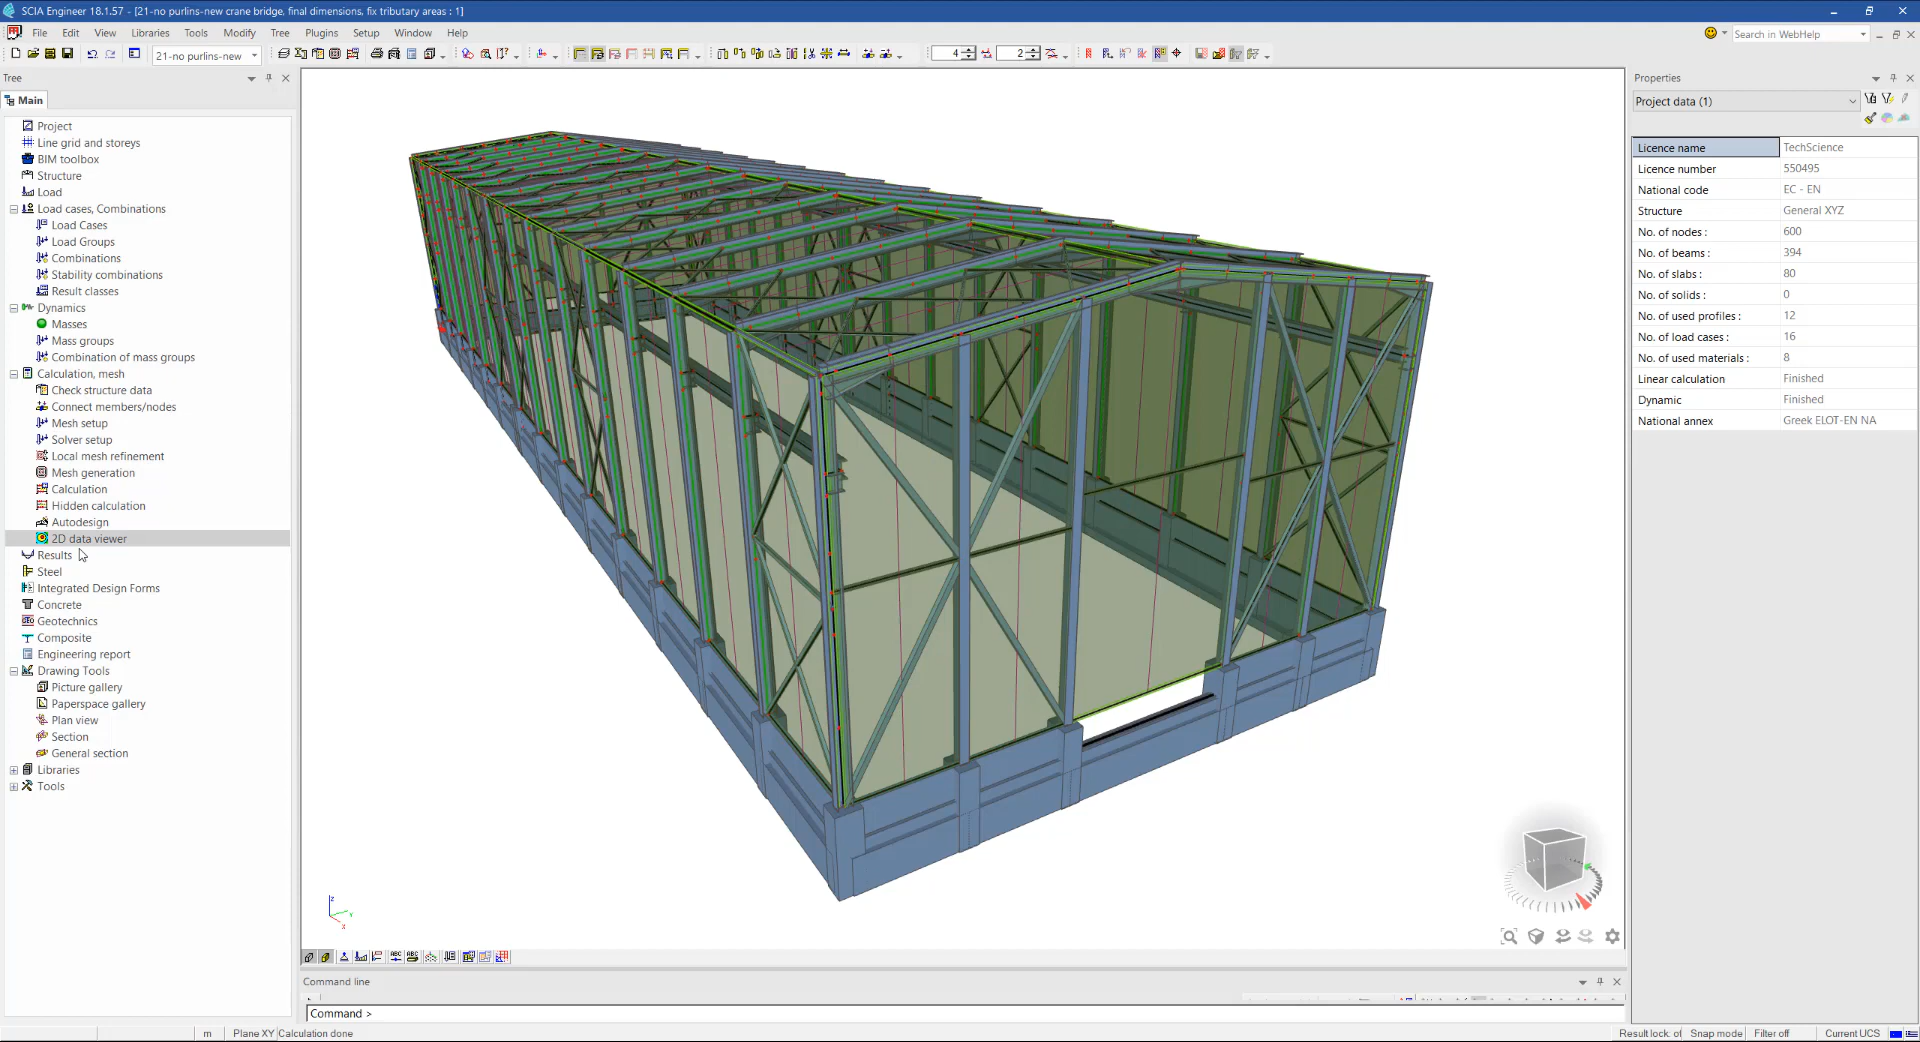 SCIA Engineer 18.1.57 - [21-no purlins-new crane bridge, final dimensions, fix tributary areas : 1]
File Edit View Libraries Tools Modify Tree Plugins Setup Window Help
Search in WebHelp
21-no purlins-new
4
2
Tree
Main
Project
Line grid and storeys
BIM toolbox
Structure
Load
Load cases, Combinations
Load Cases
Load Groups
Combinations
Stability combinations
Result classes
Dynamics
Masses
Mass groups
Combination of mass groups
Calculation, mesh
Check structure data
Connect members/nodes
Mesh setup
Solver setup
Local mesh refinement
Mesh generation
Calculation
Hidden calculation
Autodesign
2D data viewer
Results
Steel
Integrated Design Forms
Concrete
Geotechnics
Composite
Engineering report
Drawing Tools
Picture gallery
Paperspace gallery
Plan view
Section
General section
Libraries
Tools
Properties
Project data (1)
Licence name TechScience
Licence number 550495
National code EC - EN
Structure General XYZ
No. of nodes : 600
No. of beams : 394
No. of slabs : 80
No. of solids : 0
No. of used profiles : 12
No. of load cases : 16
No. of used materials : 8
Linear calculation Finished
Dynamic Finished
National annex Greek ELOT-EN NA
Command line
Command >
m Plane XY Calculation done
Result lock: of Snap mode Filter off Current UCS